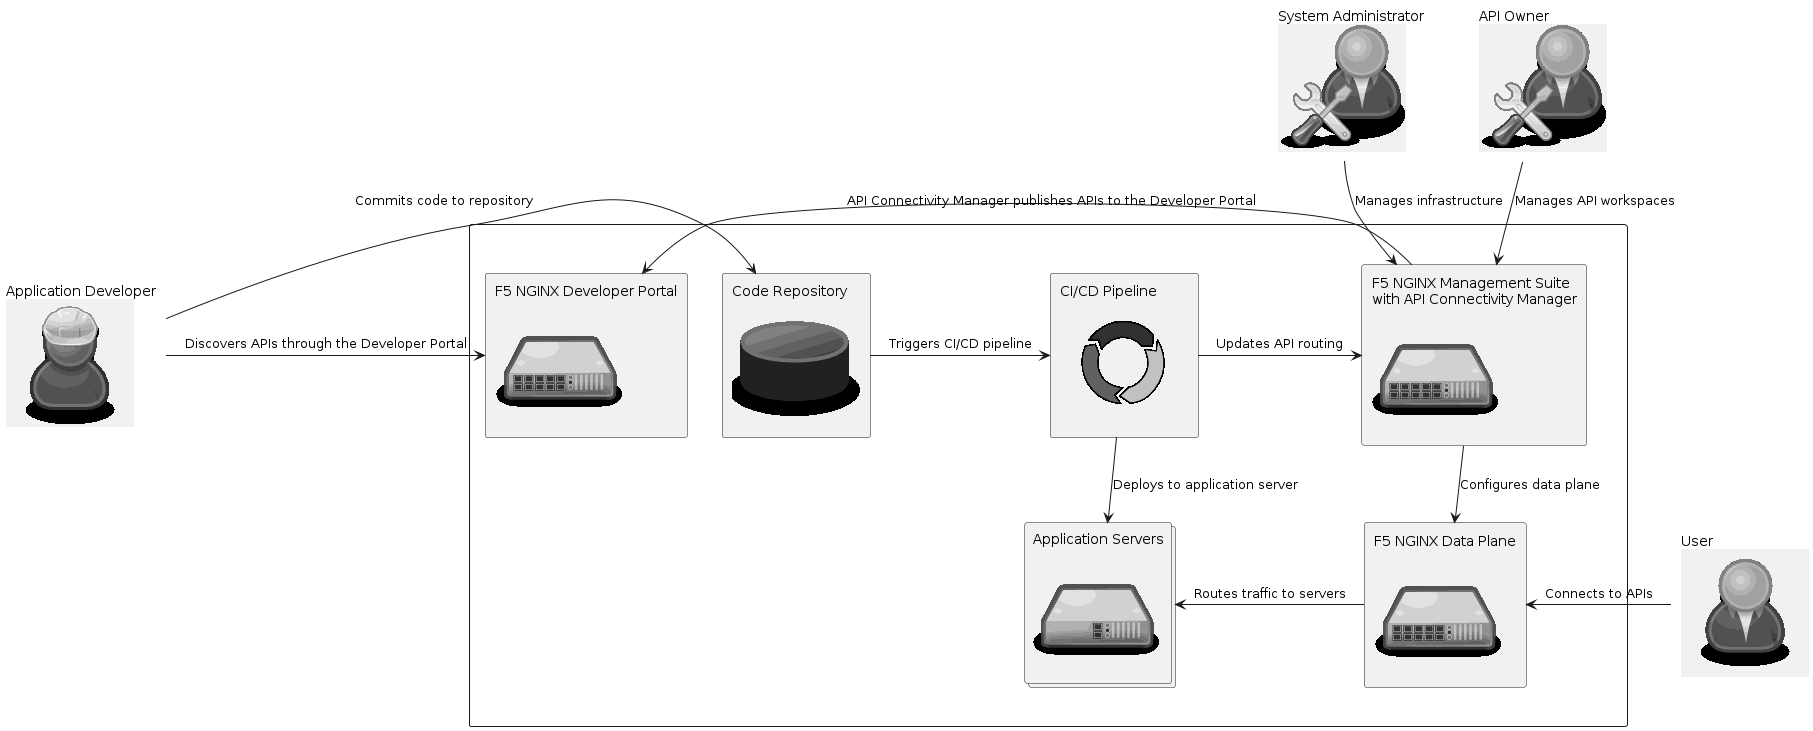 System Administrator
API Owner
Commits code to repository
API Connectivity Manager publishes APIs to the Developer Portal
Manages infrastructure
Manages API workspaces
Application Developer
F5 NGINX Developer Portal
Code Repository
CI/CD Pipeline
F5 NGINX Management Suite
with API Connectivity Manager
Discovers APIs through the Developer Portal
Triggers CI/CD pipeline
Updates API routing
Deploys to application server
Configures data plane
Application Servers
F5 NGINX Data Plane
User
Routes traffic to servers
Connects to APIs